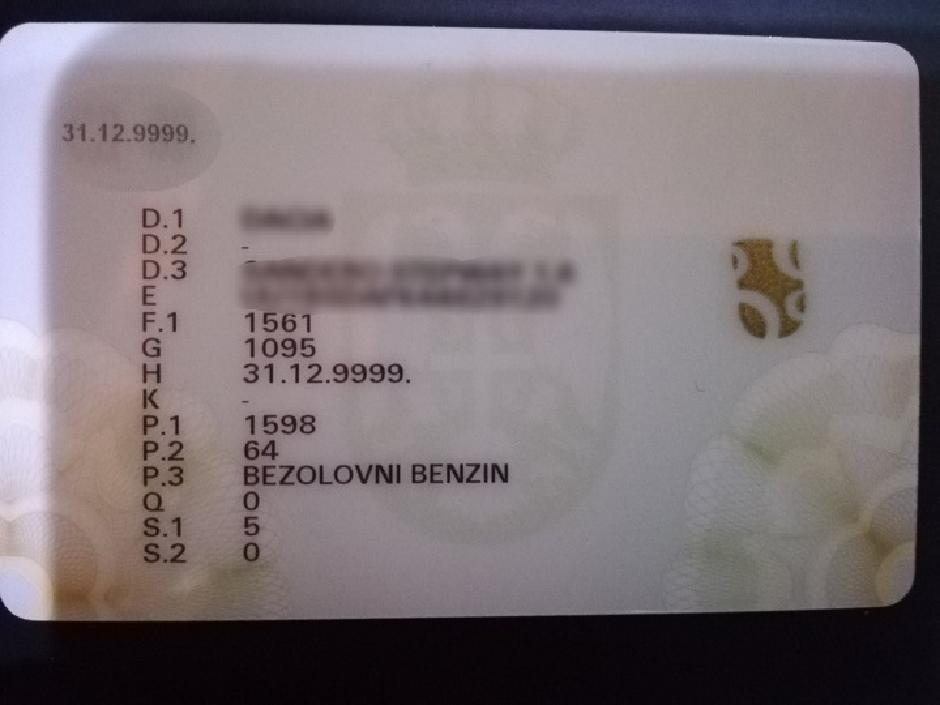 31.12.9999.
D.1
D.2 -
D.3
E
F.1 1561
G 1095
H 31.12.9999.
K -
P.1 1598
P.2 64
P.3 BEZOLOVNI BENZIN
Q 0
S.1 5
S.2 0